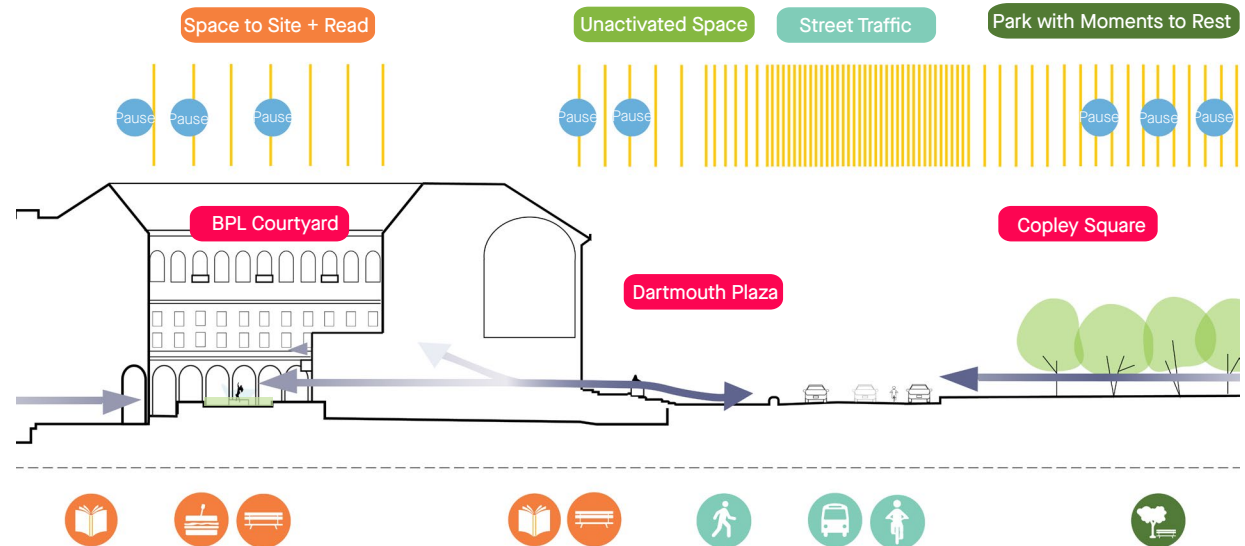 Space to Site + Read
Unactivated Space
Street Traffic
Park with Moments to Rest
Pause
Pause
Pause
Pause
Pause
Pause
Pause
Pause
BPL Courtyard
Copley Square
Dartmouth Plaza